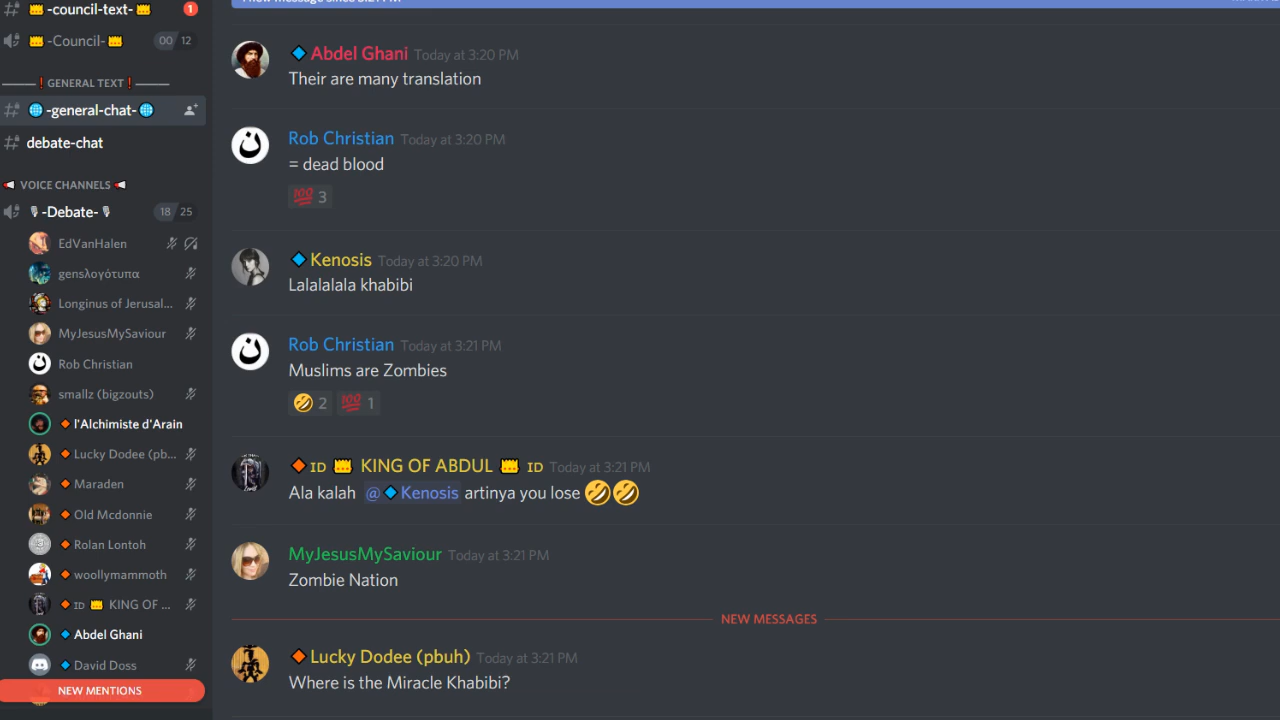 -council-text-
1
-Council-
00 12
GENERAL TEXT
-general-chat-
debate-chat
VOICE CHANNELS
-Debate-
18 25
EdVanHalen
gensλογότυπα
Longinus of Jerusal...
MyJesusMySaviour
Rob Christian
smallz (bigzouts)
l'Alchimiste d'Arain
Lucky Dodee (pb...
Maraden
Old Mcdonnie
Rolan Lontoh
woollymammoth
ID KING OF ...
Abdel Ghani
David Doss
NEW MENTIONS
Abdel Ghani Today at 3:20 PM
Their are many translation
Rob Christian Today at 3:20 PM
= dead blood
💯 3
Kenosis Today at 3:20 PM
Lalalalala khabibi
Rob Christian Today at 3:21 PM
Muslims are Zombies
🤣 2 💯 1
ID KING OF ABDUL ID Today at 3:21 PM
Ala kalah @🔹Kenosis artinya you lose 🤣🤣
MyJesusMySaviour Today at 3:21 PM
Zombie Nation
NEW MESSAGES
Lucky Dodee (pbuh) Today at 3:21 PM
Where is the Miracle Khabibi?